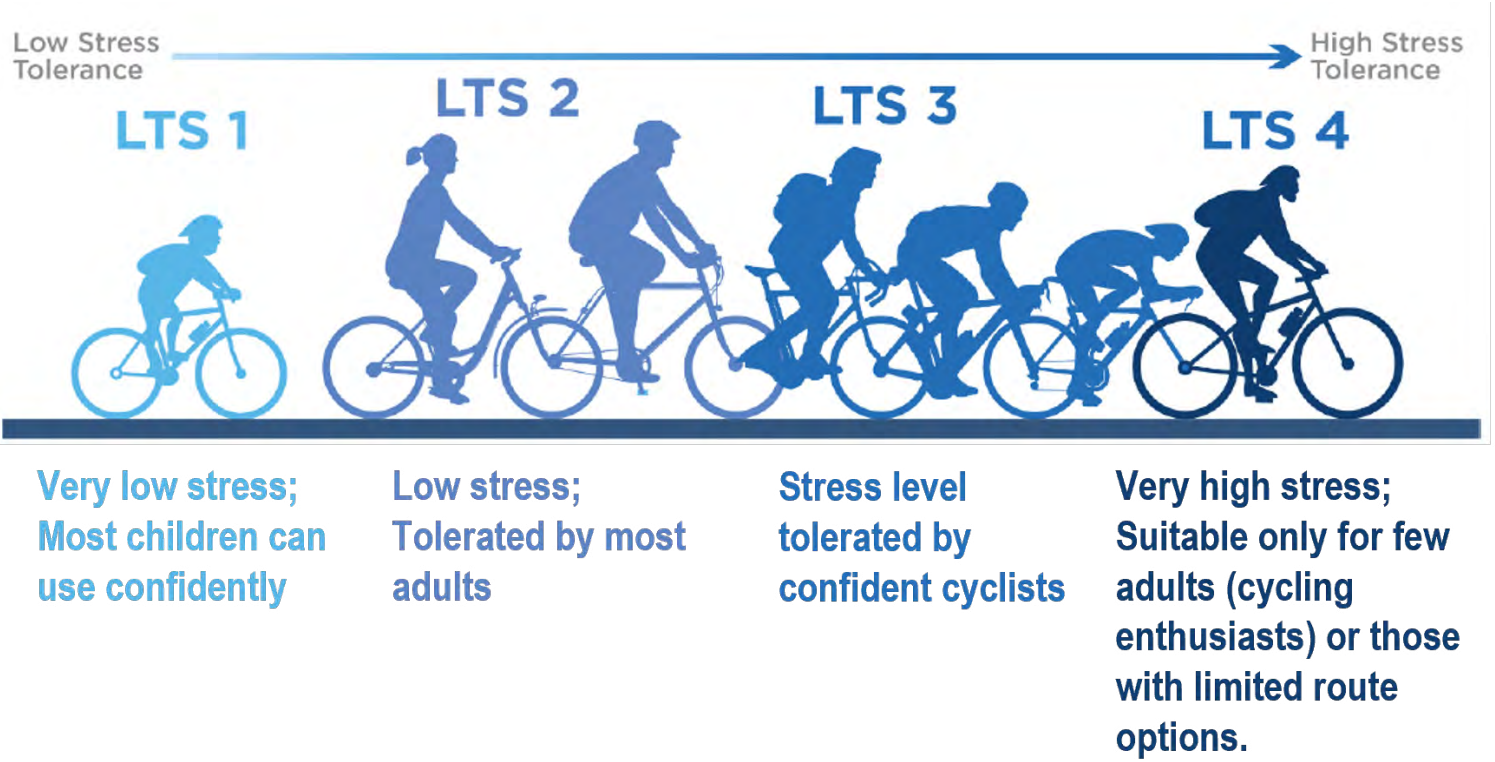 Low Stress
Tolerance
High Stress
Tolerance
LTS 1
LTS 2
LTS 3
LTS 4
Very low stress;
Most children can
use confidently
Low stress;
Tolerated by most
adults
Stress level
tolerated by
confident cyclists
Very high stress;
Suitable only for few
adults (cycling
enthusiasts) or those
with limited route
options.